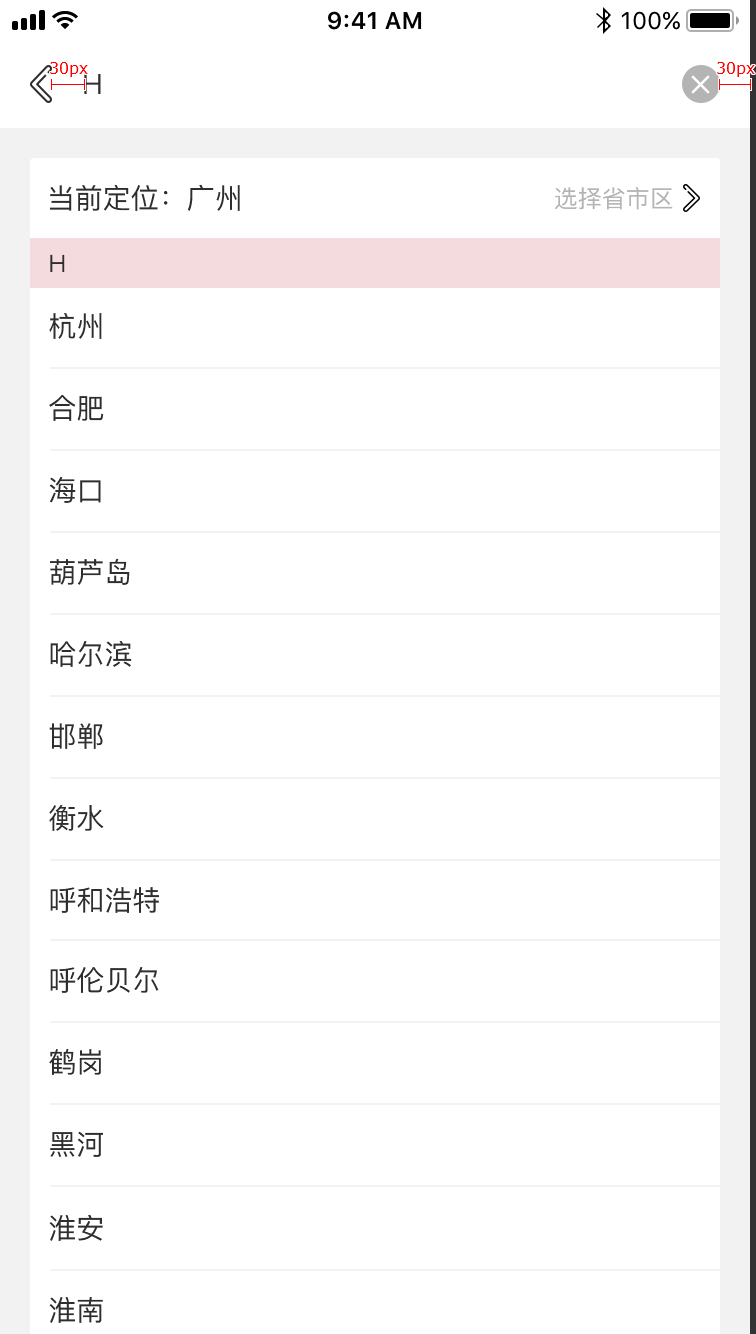 9:41 AM 100%
30px 30px
H
当前定位：广州 选择省市区
H
杭州
合肥
海口
葫芦岛
哈尔滨
邯郸
衡水
呼和浩特
呼伦贝尔
鹤岗
黑河
淮安
淮南